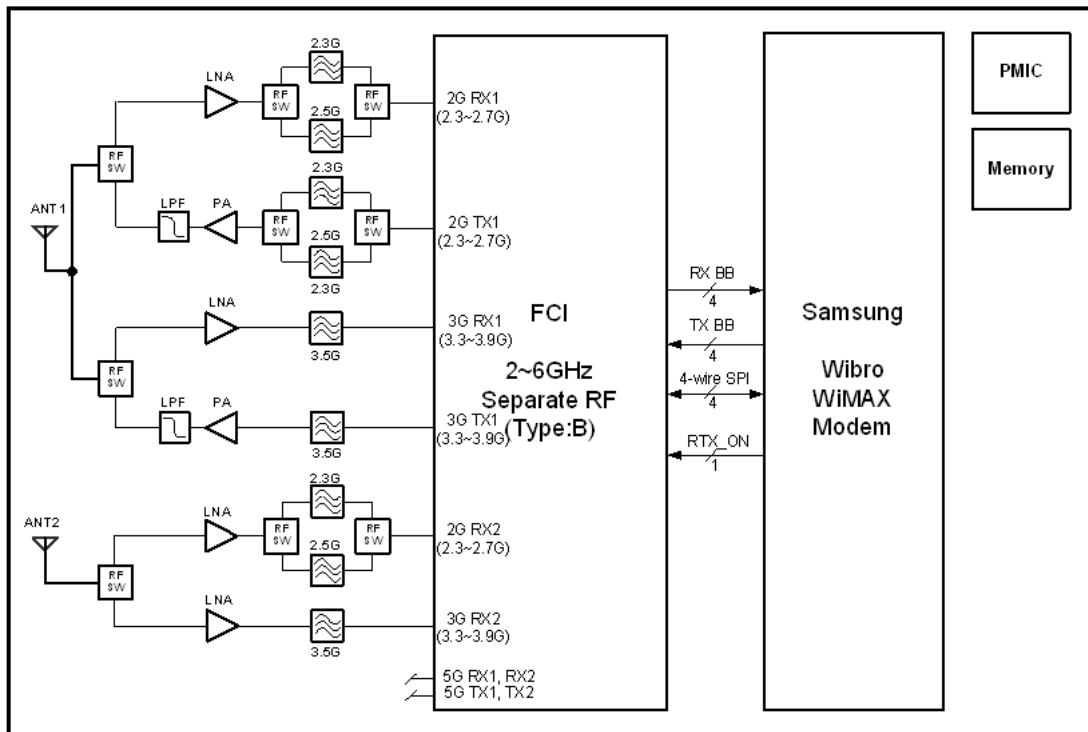 2.3G
LNA
RF
SW
RF
SW
2G RX1
(2.3~2.7G)
2.5G
RF
SW
2.3G
ANT1
LPF
PA
RF
SW
RF
SW
2G TX1
(2.3~2.7G)
2.5G
2.3G
LNA
3G RX1
(3.3~3.9G)
3.5G
RF
SW
LPF
PA
3G TX1
(3.3~3.9G)
3.5G
2.3G
ANT2
LNA
RF
SW
RF
SW
2G RX2
(2.3~2.7G)
2.5G
RF
SW
LNA
3G RX2
(3.3~3.9G)
3.5G
5G RX1, RX2
5G TX1, TX2
FCI
2~6GHz
Separate RF
(Type:B)
RX BB
4
TX BB
4
4-wire SPI
4
RTX_ON
1
Samsung
Wibro
WiMAX
Modem
PMIC
Memory